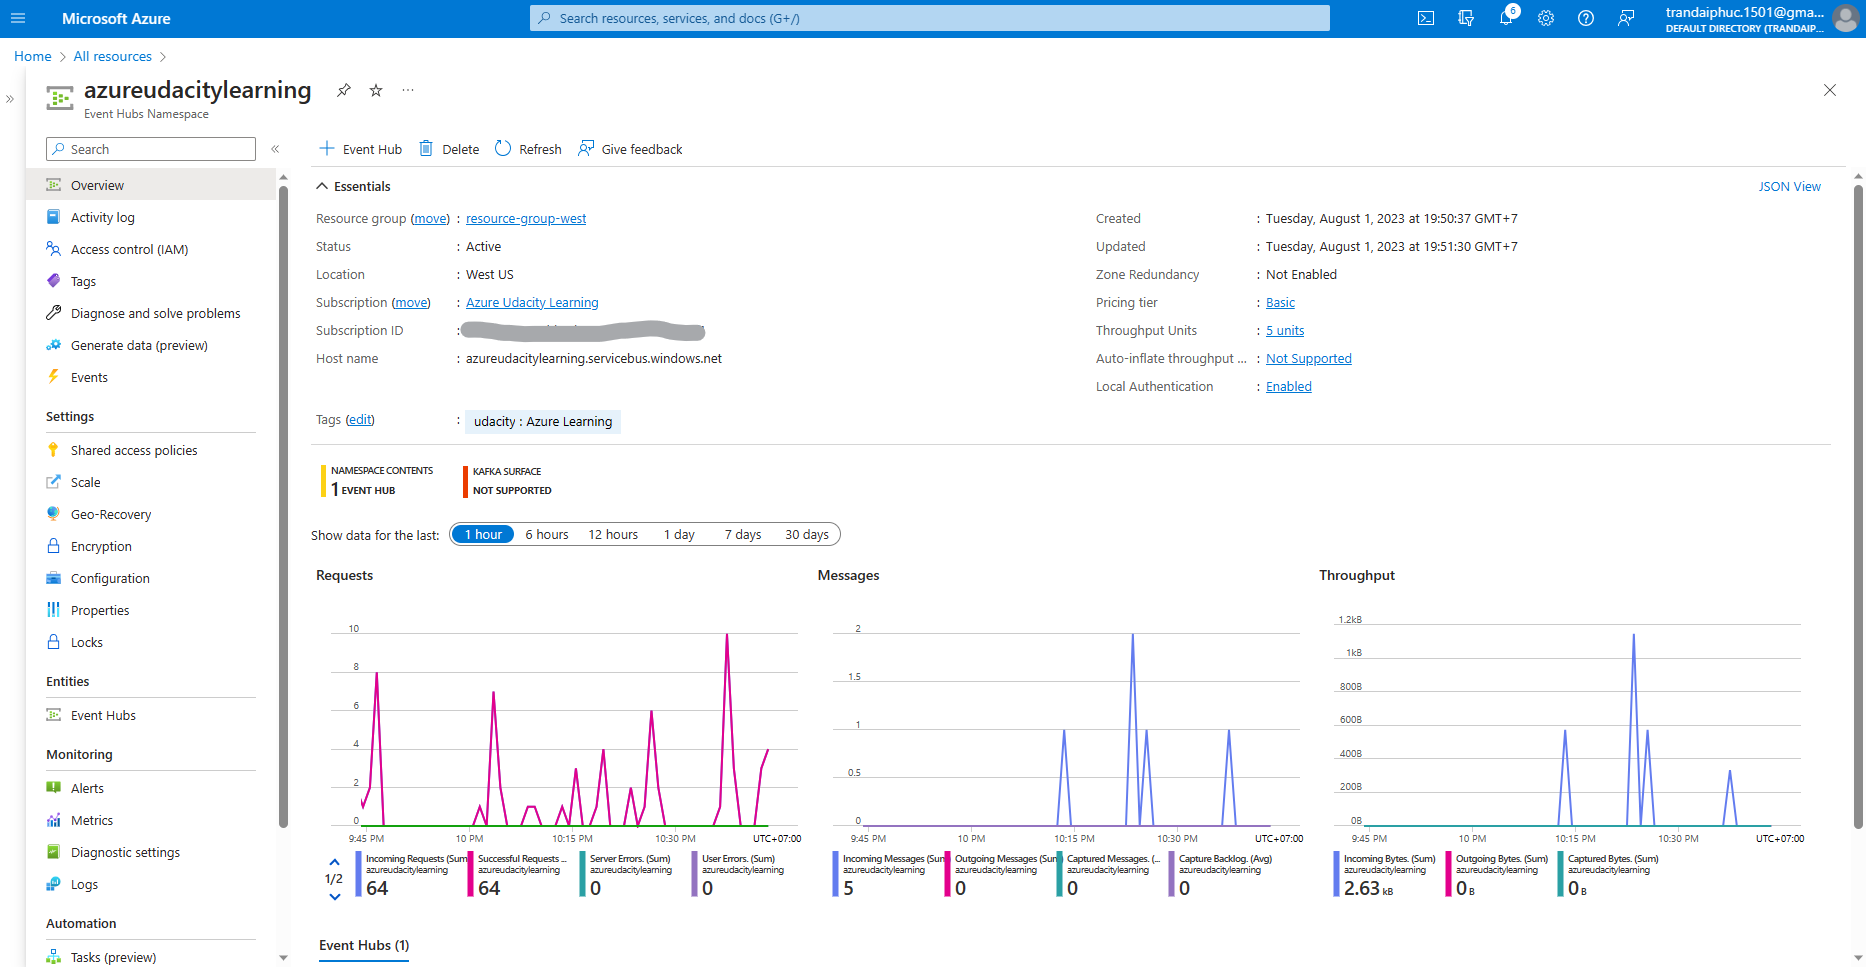 Microsoft Azure
Search resources, services, and docs (G+/)
6
trandaiphuc.1501@gma...
DEFAULT DIRECTORY (TRANDAIP...
Home > All resources >
azureudacitylearning
Event Hubs Namespace
Search
Event Hub Delete Refresh Give feedback
Overview
Activity log
Access control (IAM)
Tags
Diagnose and solve problems
Generate data (preview)
Events
Settings
Shared access policies
Scale
Geo-Recovery
Encryption
Configuration
Properties
Locks
Entities
Event Hubs
Monitoring
Alerts
Metrics
Diagnostic settings
Logs
Automation
Tasks (preview)
Essentials
JSON View
Resource group (move) : resource-group-west
Status : Active
Location : West US
Subscription (move) : Azure Udacity Learning
Subscription ID :
Host name : azureudacitylearning.servicebus.windows.net
Created : Tuesday, August 1, 2023 at 19:50:37 GMT+7
Updated : Tuesday, August 1, 2023 at 19:51:30 GMT+7
Zone Redundancy : Not Enabled
Pricing tier : Basic
Throughput Units : 5 units
Auto-inflate throughput ... : Not Supported
Local Authentication : Enabled
Tags (edit) : udacity : Azure Learning
NAMESPACE CONTENTS
1 EVENT HUB
KAFKA SURFACE
NOT SUPPORTED
Show data for the last: 1 hour 6 hours 12 hours 1 day 7 days 30 days
Requests
10
8
6
4
2
0
9:45 PM 10 PM 10:15 PM 10:30 PM UTC+07:00
1/2
Incoming Requests (Sum)
azureudacitylearning
64
Successful Requests ...
azureudacitylearning
64
Server Errors. (Sum)
azureudacitylearning
0
User Errors. (Sum)
azureudacitylearning
0
Messages
2
1.5
1
0.5
0
9:45 PM 10 PM 10:15 PM 10:30 PM UTC+07:00
Incoming Messages (Sum)
azureudacitylearning
5
Outgoing Messages (Sum)
azureudacitylearning
0
Captured Messages. (...
azureudacitylearning
0
Capture Backlog. (Avg)
azureudacitylearning
0
Throughput
1.2kB
1kB
800B
600B
400B
200B
0B
9:45 PM 10 PM 10:15 PM 10:30 PM UTC+07:00
Incoming Bytes. (Sum)
azureudacitylearning
2.63 kB
Outgoing Bytes. (Sum)
azureudacitylearning
0 B
Captured Bytes. (Sum)
azureudacitylearning
0 B
Event Hubs (1)